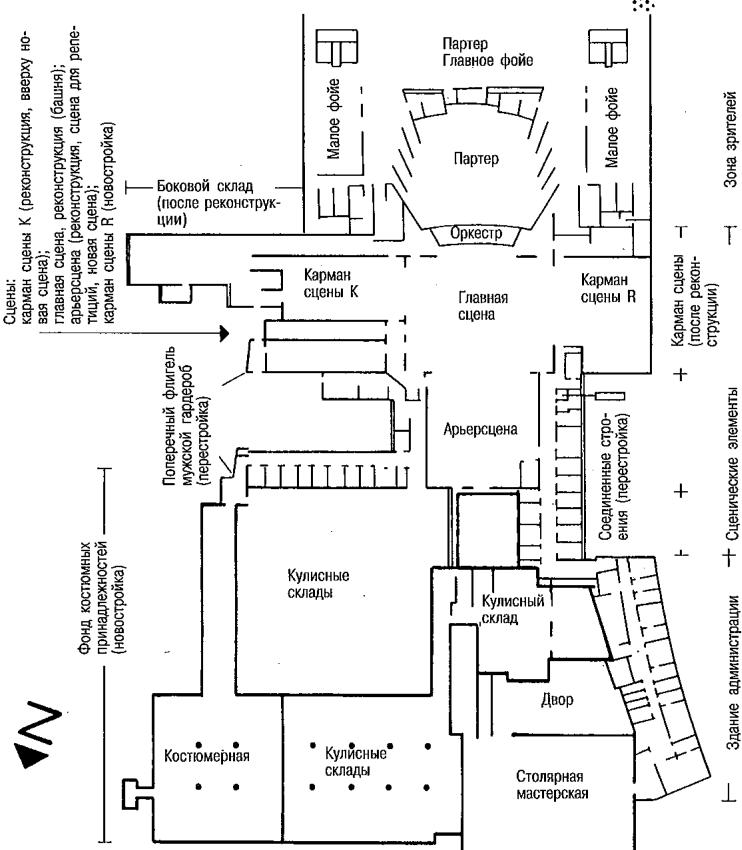 Сцены:
карман сцены K (реконструкция, вверху но-
вая сцена);
главная сцена, реконструкция (башня);
арьерсцена (реконструкция, сцена для репе-
тиций, новая сцена);
карман сцены R (новостройка)
Партер
Главное фойе
Малое фойе
Малое фойе
Партер
Зона зрителей
Боковой склад
(после реконструк-
ции)
Оркестр
Карман
сцены K
Главная
сцена
Карман
сцены R
Карман сцены
(после рекон-
струкции)
Поперечный флигель
мужской гардероб
(перестройка)
Арьерсцена
Соединенные стро-
ения (перестройка)
Сценические элементы
Фонд костюмных
принадлежностей
(новостройка)
Кулисные
склады
Кулисный
склад
Двор
Здание администрации
N
Костюмерная
Кулисные
склады
Столярная
мастерская